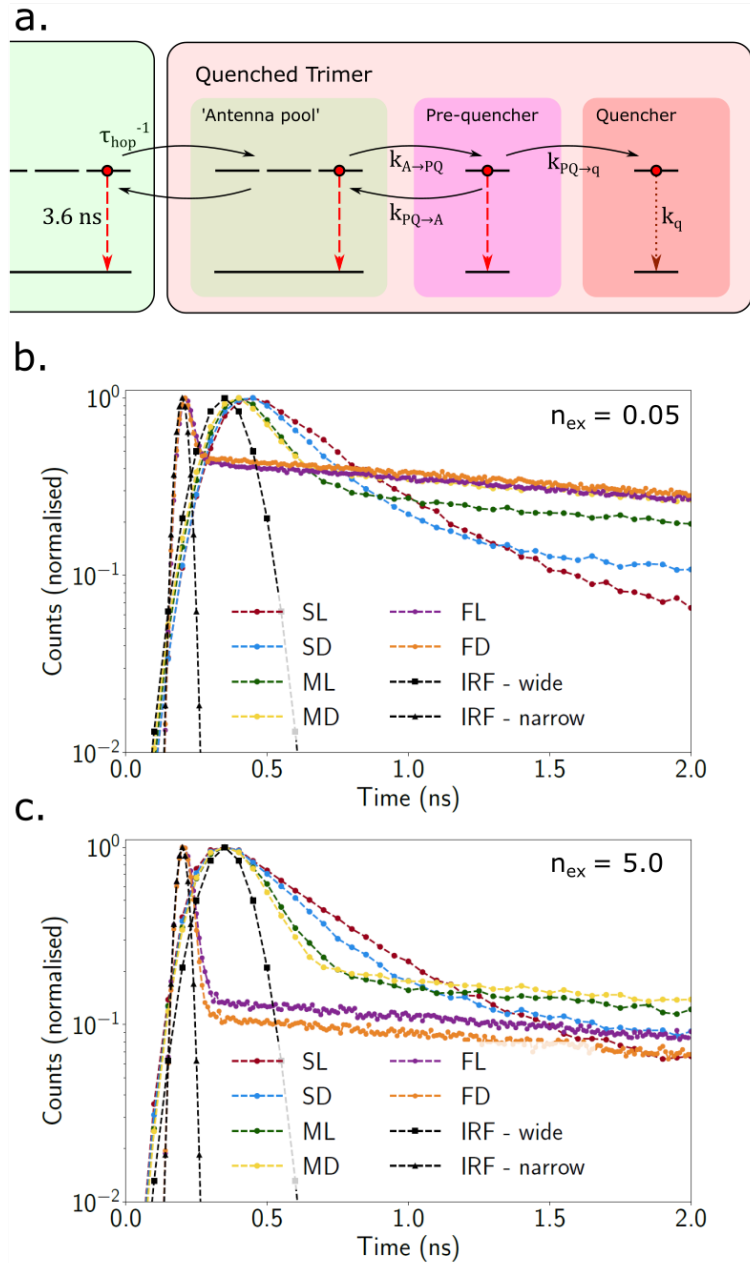 a.
Quenched Trimer
'Antenna pool' Pre-quencher Quencher
τhop⁻¹
kA→PQ kPQ→q
3.6 ns kPQ→A kq
b.
10⁰
nex = 0.05
Counts (normalised)
10⁻¹
SL FL
SD FD
ML IRF - wide
MD IRF - narrow
10⁻²
0.0 0.5 1.0 1.5 2.0
Time (ns)
c.
10⁰
nex = 5.0
Counts (normalised)
10⁻¹
SL FL
SD FD
ML IRF - wide
MD IRF - narrow
10⁻²
0.0 0.5 1.0 1.5 2.0
Time (ns)